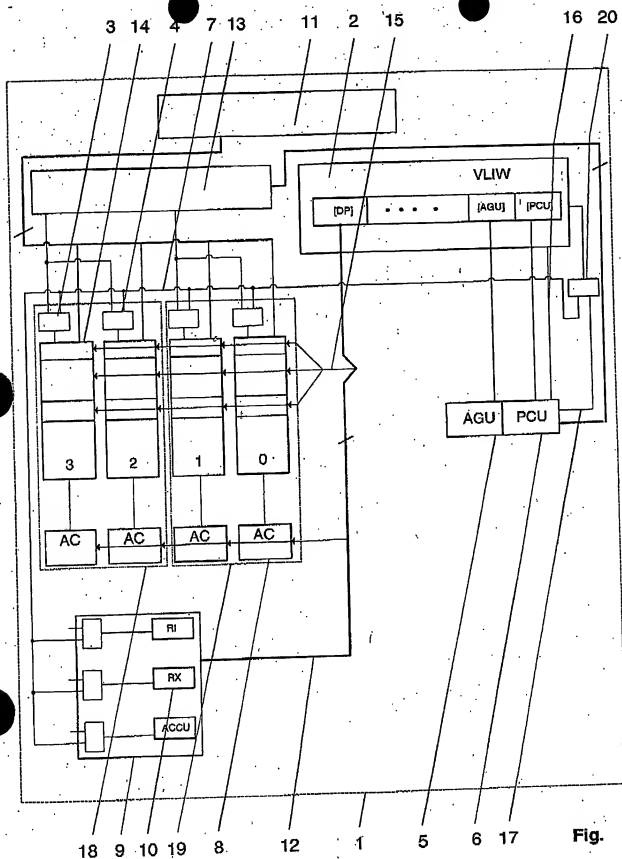 3 14 4 7 13 11 2 15 16 20
VLIW
[DP] • • • • [AGU] [PCU]
AGU PCU
3 2 1 0
AC AC AC AC
RI
RX
ACCU
18 9 10 19 8 12 1 5 6 17 Fig.